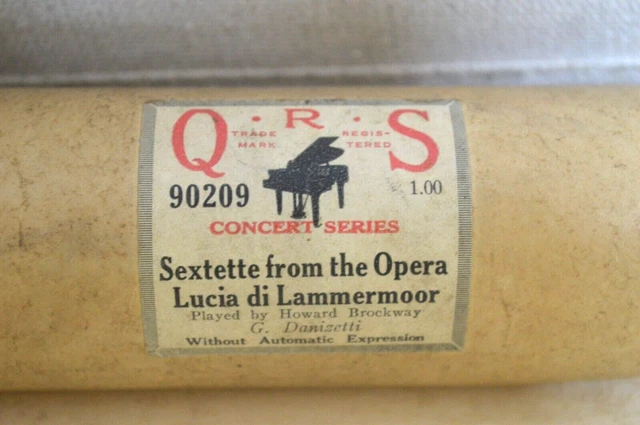 Q · R · S
TRADE MARK REGIS- TERED
90209
1.00
CONCERT SERIES
Sextette from the Opera
Lucia di Lammermoor
Played by Howard Brockway
G. Danizetti
Without Automatic Expression